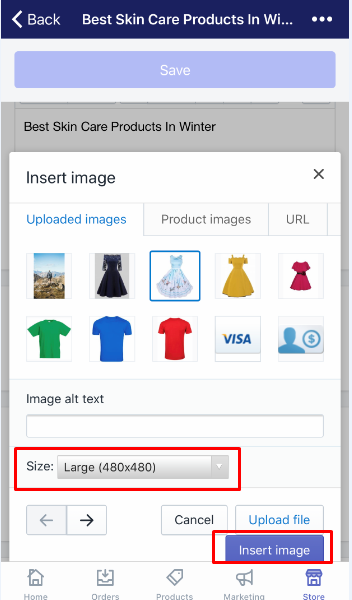 Back Best Skin Care Products In Wi... •••
Save
Best Skin Care Products In Winter
Insert image
Uploaded images Product images URL
VISA
Image alt text
Size: Large (480x480)
Cancel Upload file
Insert image
Home Orders Products Marketing Store